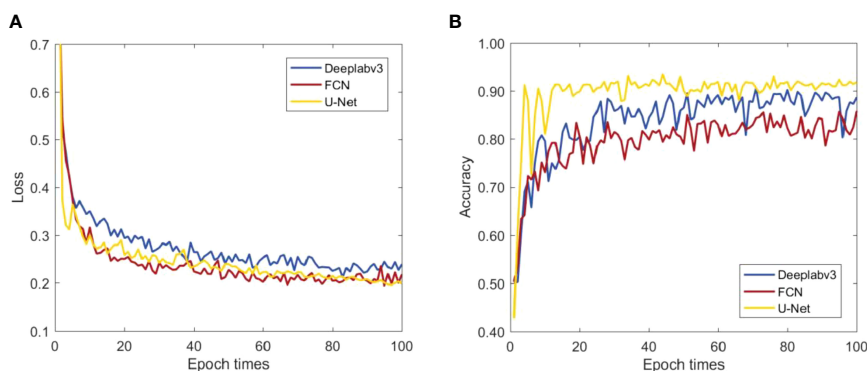 A
0.7
0.6
0.5
0.4
0.3
0.2
0.1
Loss
0 20 40 60 80 100
Epoch times
Deeplabv3
FCN
U-Net
B
1.00
0.90
0.80
0.70
0.60
0.50
0.40
Accuracy
0 20 40 60 80 100
Epoch times
Deeplabv3
FCN
U-Net